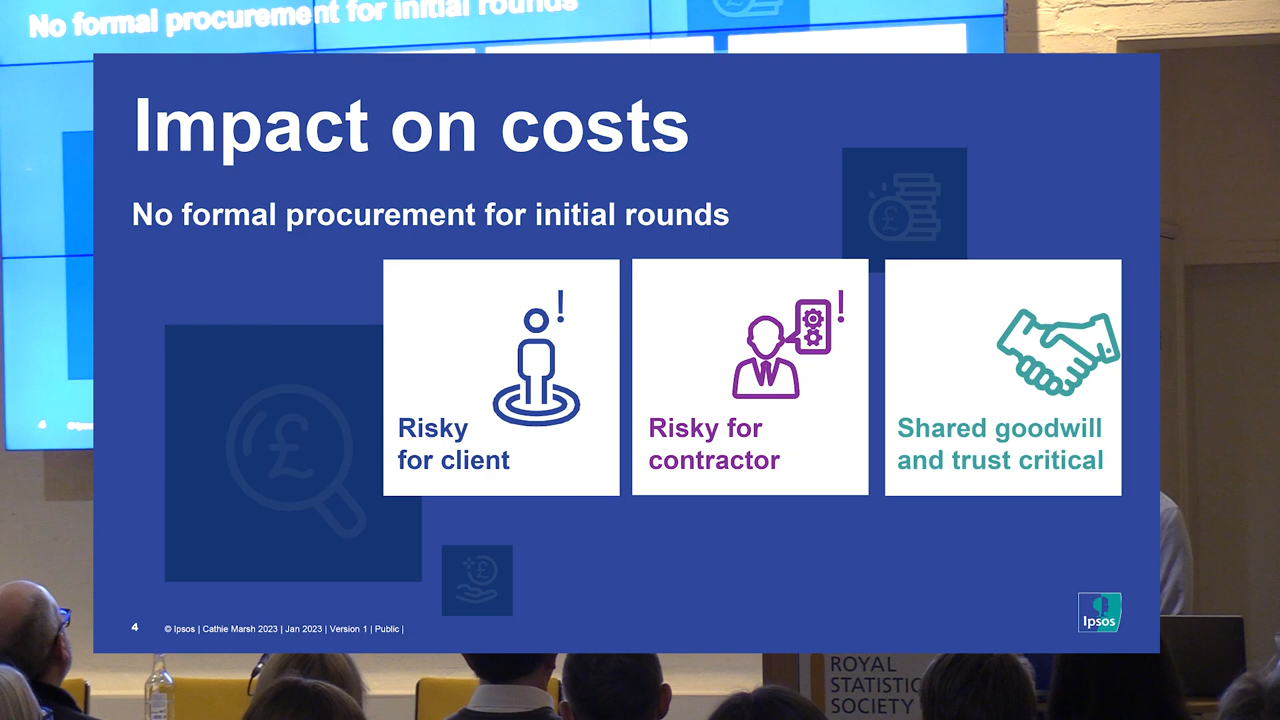 No formal procurement for initial rounds
Impact on costs
No formal procurement for initial rounds
Risky
for client
Risky for
contractor
Shared goodwill
and trust critical
4
4 © Ipsos | Cathie Marsh 2023 | Jan 2023 | Version 1 | Public |
Ipsos
ROYAL
STATISTIC
SOCIETY